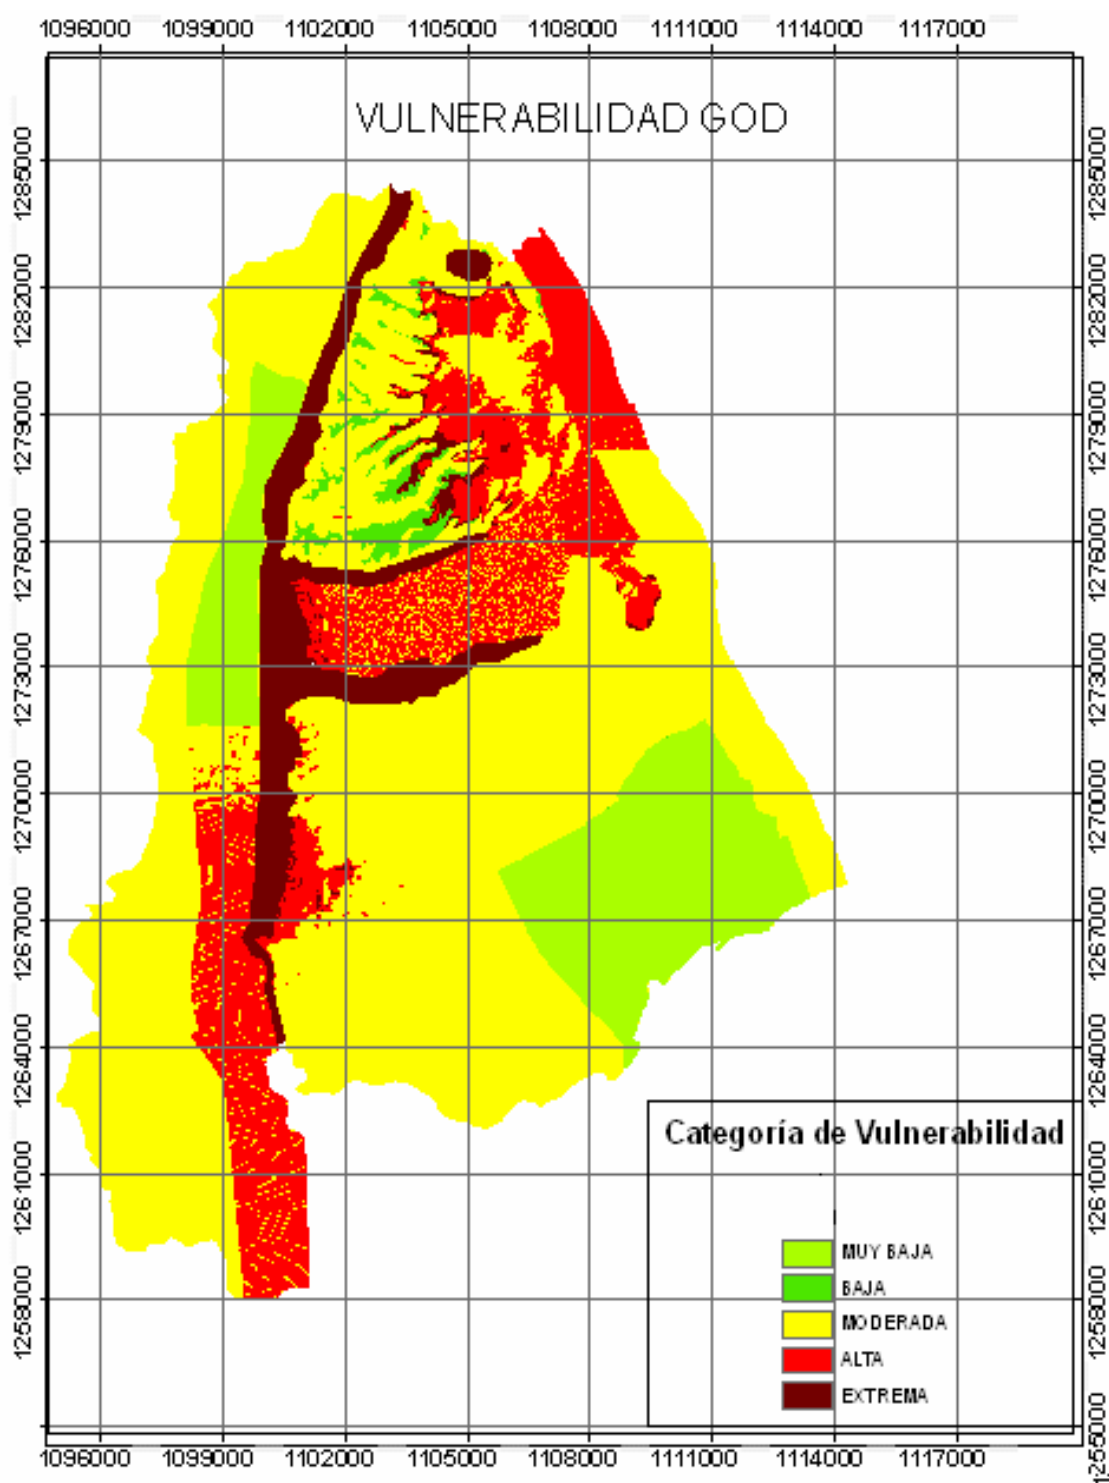 1096000 1099000 1102000 1105000 1108000 1111000 1114000 1117000
VULNERABILIDAD GOD
1285000 1285000
1282000 1282000
1279000 1279000
1276000 1276000
1273000 1273000
1270000 1270000
1267000 1267000
1264000 1264000
Categoría de Vulnerabilidad
1261000 1261000
MUY BAJA
BAJA
1258000 1258000
MODERADA
ALTA
EXTREMA
1255000
1096000 1099000 1102000 1105000 1108000 1111000 1114000 1117000